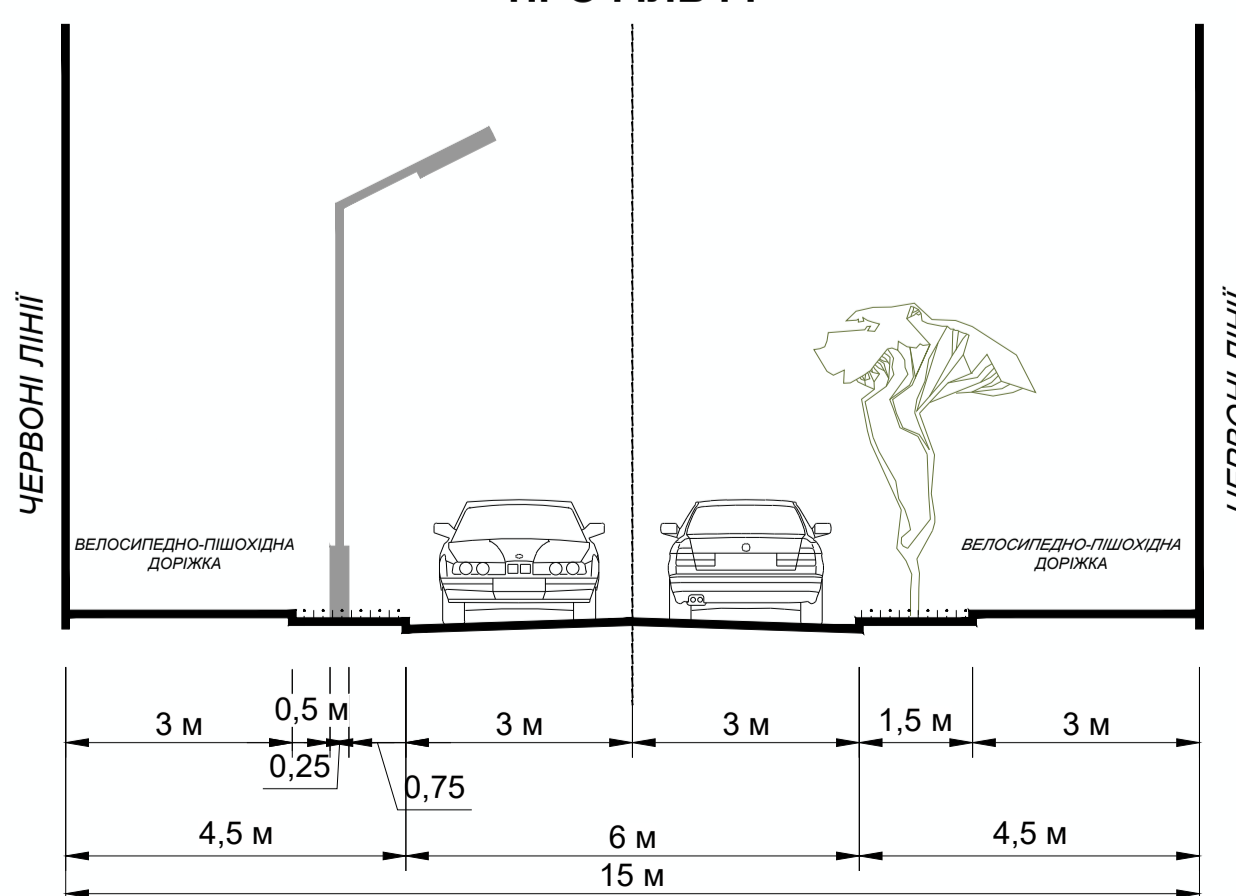 ЧЕРВОНІ ЛІНІЇ
ВЕЛОСИПЕДНО-ПІШОХІДНА
ДОРІЖКА
ВЕЛОСИПЕДНО-ПІШОХІДНА
ДОРІЖКА
3 м
0,5 м
0,25
0,75
3 м
3 м
1,5 м
3 м
4,5 м
6 м
4,5 м
15 м